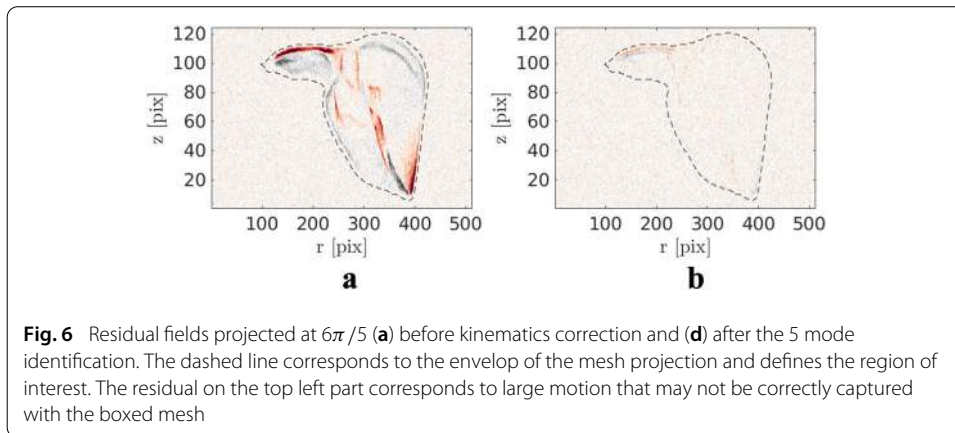 120
100
80
60
40
20
z [pix]
100 200 300 400 500
r [pix]
a
120
100
80
60
40
20
z [pix]
100 200 300 400 500
r [pix]
b
Fig. 6 Residual fields projected at 6π/5 (a) before kinematics correction and (d) after the 5 mode
identification. The dashed line corresponds to the envelop of the mesh projection and defines the region of
interest. The residual on the top left part corresponds to large motion that may not be correctly captured
with the boxed mesh